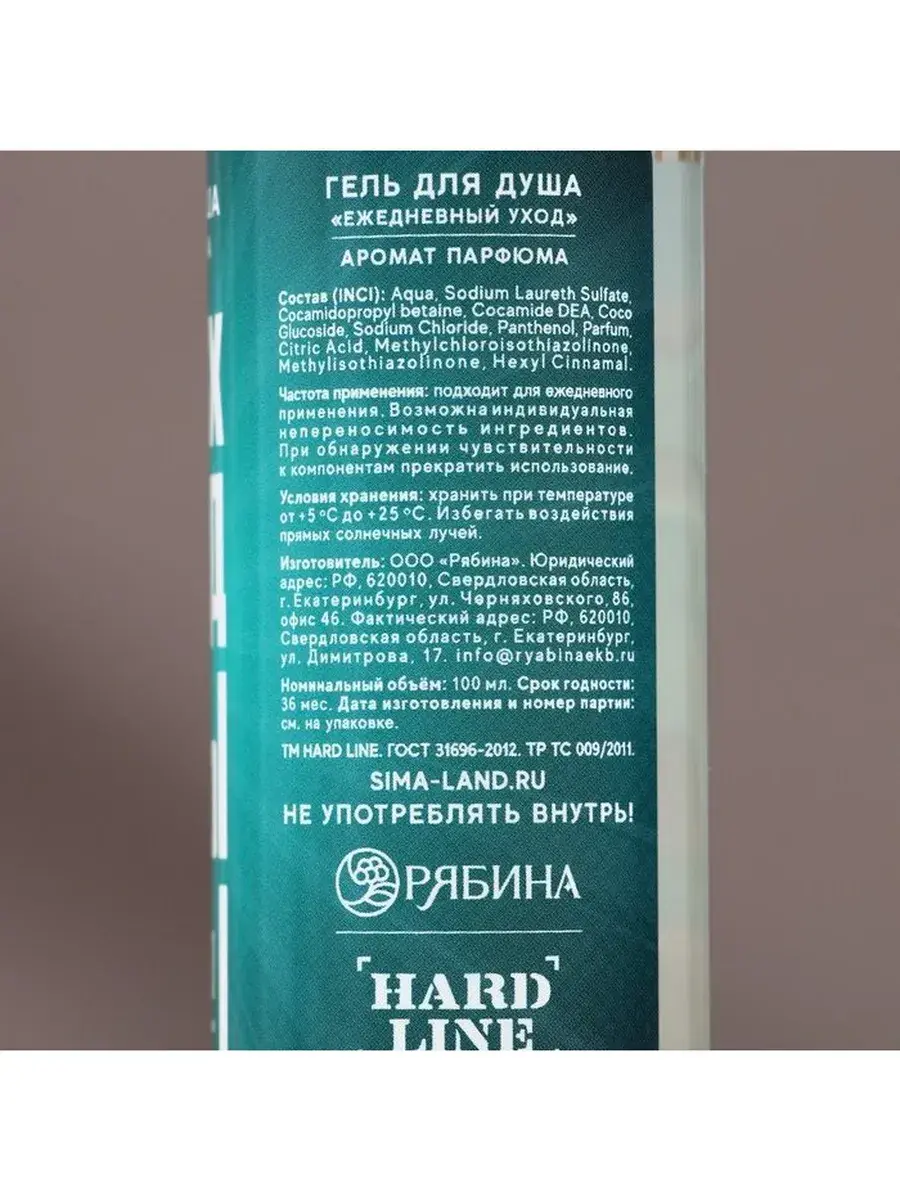 ГЕЛЬ ДЛЯ ДУША
«ЕЖЕДНЕВНЫЙ УХОД»
АРОМАТ ПАРФЮМА
Состав (INCI): Aqua, Sodium Laureth Sulfate,
Cocamidopropyl betaine, Cocamide DEA, Coco
Glucoside, Sodium Chloride, Panthenol, Parfum,
Citric Acid, Methylchloroisothiazolinone,
Methylisothiazolinone, Hexyl Cinnamal.
Частота применения: подходит для ежедневного
применения. Возможна индивидуальная
непереносимость ингредиентов.
При обнаружении чувствительности
к компонентам прекратить использование.
Условия хранения: хранить при температуре
от +5 °C до +25 °C. Избегать воздействия
прямых солнечных лучей.
Изготовитель: ООО «Рябина». Юридический
адрес: РФ, 620010, Свердловская область,
г. Екатеринбург, ул. Черняховского, 86,
офис 46. Фактический адрес: РФ, 620010,
Свердловская область, г. Екатеринбург,
ул. Димитрова, 17. info@ryabinaekb.ru
Номинальный объём: 100 мл. Срок годности:
36 мес. Дата изготовления и номер партии:
см. на упаковке.
TM HARD LINE. ГОСТ 31696-2012. ТР ТС 009/2011.
SIMA-LAND.RU
НЕ УПОТРЕБЛЯТЬ ВНУТРЬ!
РЯБИНА
HARD
LINE